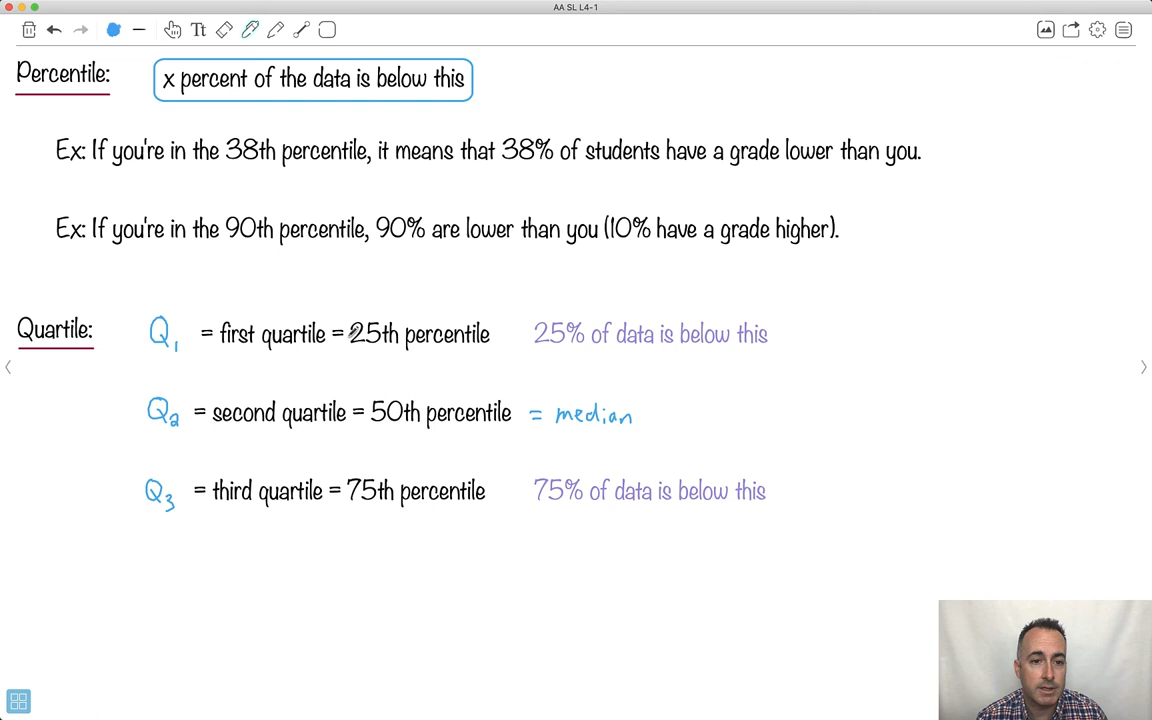 AA SL L4-1
Tt
Percentile: x percent of the data is below this
Ex: If you're in the 38th percentile, it means that 38% of students have a grade lower than you.
Ex: If you're in the 90th percentile, 90% are lower than you (10% have a grade higher).
Quartile: Q1 = first quartile = 25th percentile 25% of data is below this
Q2 = second quartile = 50th percentile = median
Q3 = third quartile = 75th percentile 75% of data is below this